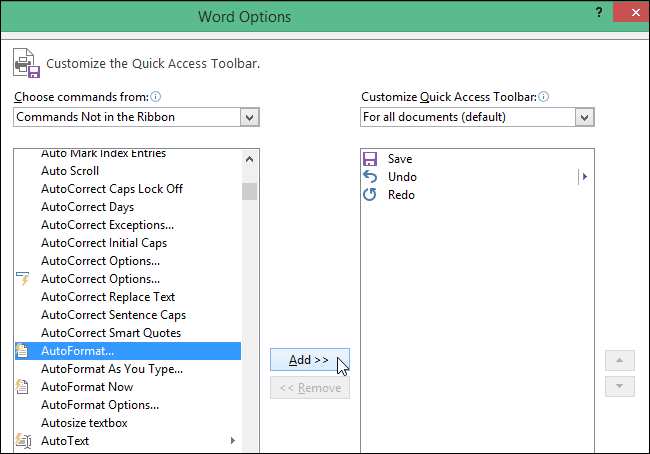 Word Options
?
Customize the Quick Access Toolbar.
Choose commands from:
Commands Not in the Ribbon
Auto Mark Index Entries
Auto Scroll
AutoCorrect Caps Lock Off
AutoCorrect Days
AutoCorrect Exceptions...
AutoCorrect Initial Caps
AutoCorrect Options...
AutoCorrect Options...
AutoCorrect Replace Text
AutoCorrect Sentence Caps
AutoCorrect Smart Quotes
AutoFormat...
AutoFormat As You Type...
AutoFormat Now
AutoFormat Options...
Autosize textbox
AutoText
Add >>
<< Remove
Customize Quick Access Toolbar:
For all documents (default)
Save
Undo
Redo